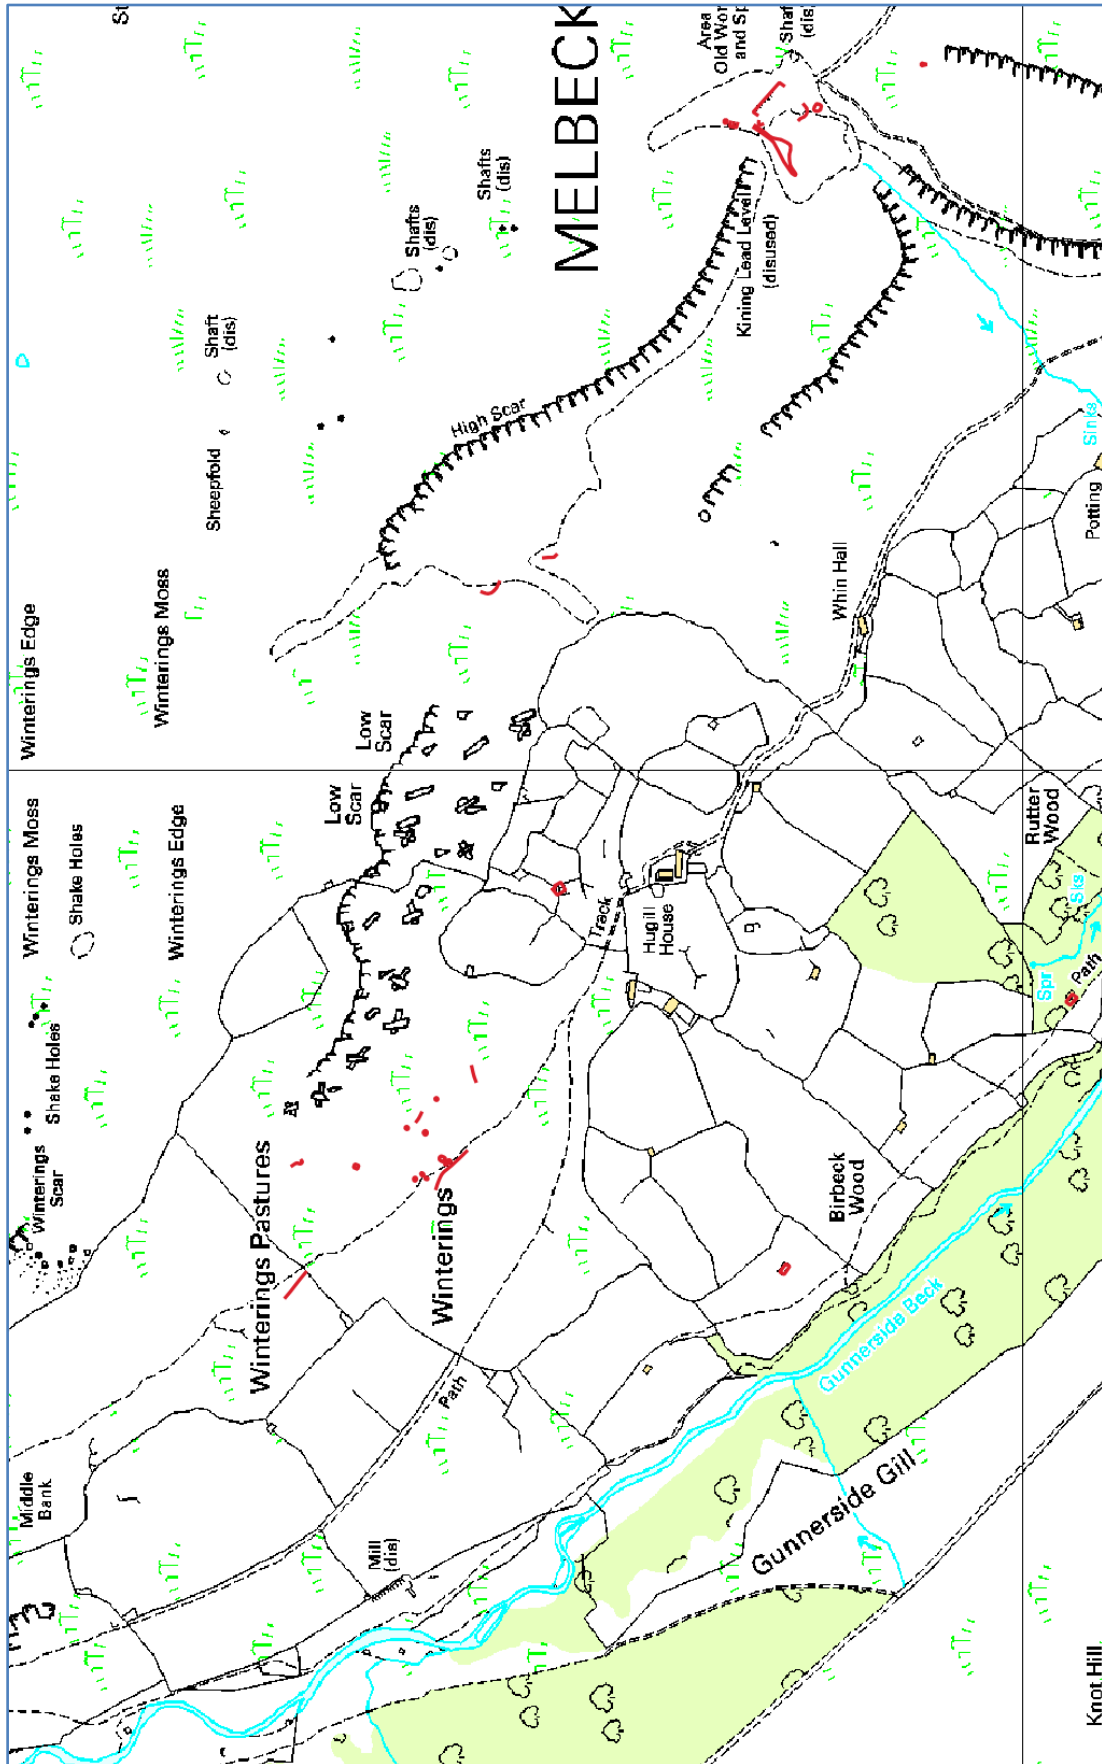 St
MELBECK
Area
Old Wor
and Sp
Shaf
(dis)
Shafts
(dis)
Shafts
(dis)
Shaft
(dis)
Sheepfold
High Scar
Kining Lead Level
(disused)
Sinks
Potting
Whin Hall
Winterings Edge
Winterings Moss
Low
Scar
Low
Scar
Winterings Moss
Shake Holes
Winterings Edge
Shake Holes
Winterings
Scar
Track
Hugill
House
Rutter
Wood
Spr
Sks
Path
Winterings Pastures
Winterings
Birbeck
Wood
Gunnerside Beck
Path
Middle
Bank
Mill
(dis)
Gunnerside Gill
Knot Hill